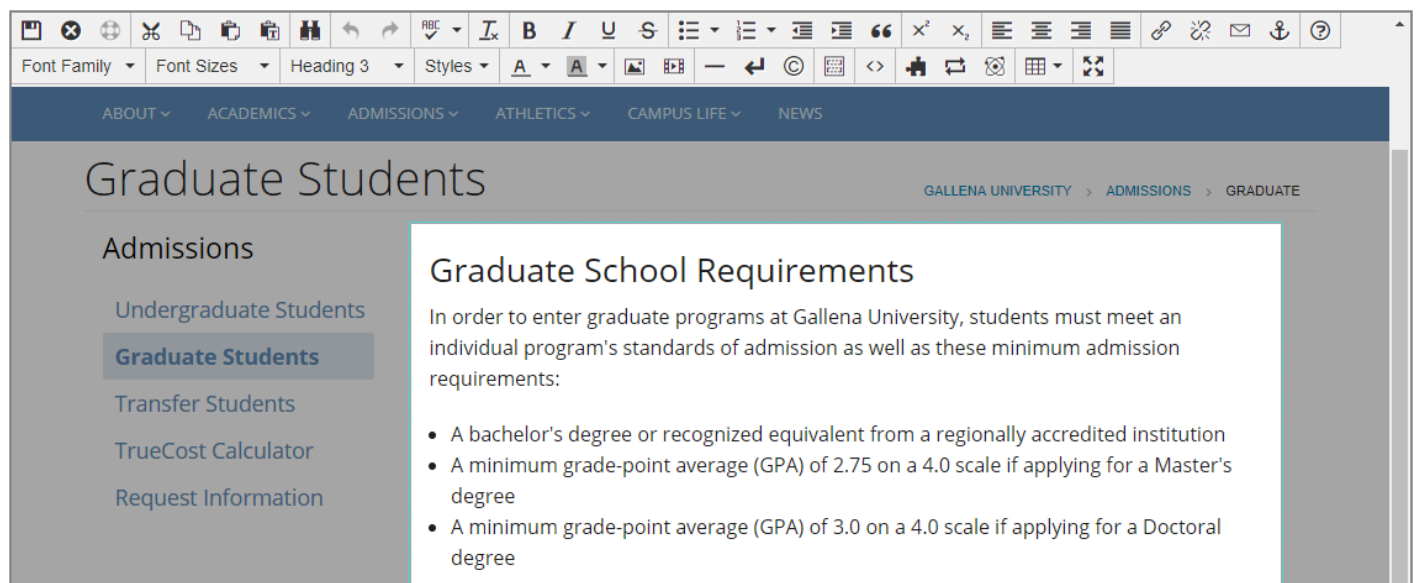 ABC Tx B I U S x² x₂
Font Family Font Sizes Heading 3 Styles A A
ABOUT ACADEMICS ADMISSIONS ATHLETICS CAMPUS LIFE NEWS
Graduate Students
GALLENA UNIVERSITY > ADMISSIONS > GRADUATE
Admissions
Undergraduate Students
Graduate Students
Transfer Students
TrueCost Calculator
Request Information
Graduate School Requirements
In order to enter graduate programs at Gallena University, students must meet an
individual program's standards of admission as well as these minimum admission
requirements:
• A bachelor's degree or recognized equivalent from a regionally accredited institution
• A minimum grade-point average (GPA) of 2.75 on a 4.0 scale if applying for a Master's
degree
• A minimum grade-point average (GPA) of 3.0 on a 4.0 scale if applying for a Doctoral
degree